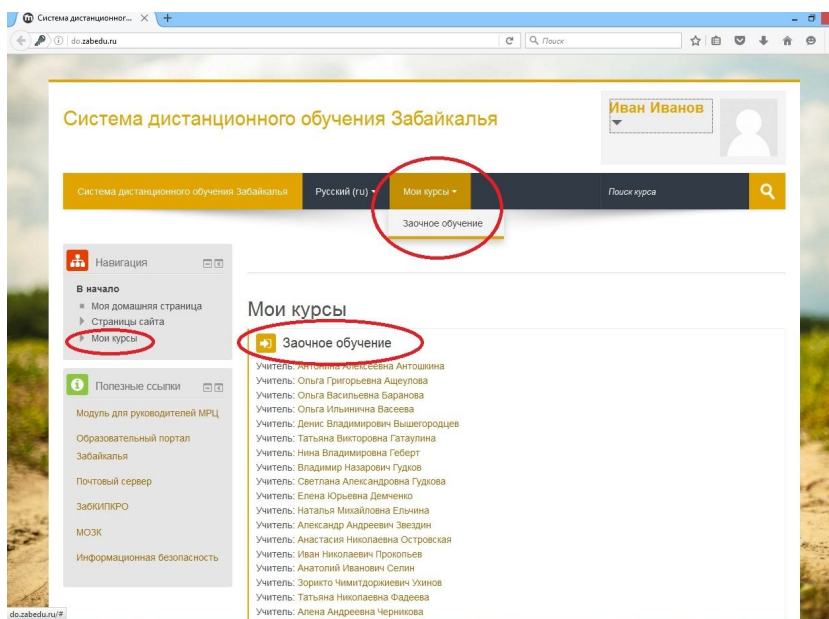 Система дистанционног...
do.zabedu.ru
Поиск
Система дистанционного обучения Забайкалья
Иван Иванов
Система дистанционного обучения Забайкалья
Русский (ru)
Мои курсы
Поиск курса
Заочное обучение
Навигация
В начало
Моя домашняя страница
Страницы сайта
Мои курсы
Полезные ссылки
Модуль для руководителей МРЦ
Образовательный портал
Забайкалья
Почтовый сервер
ЗабКИПКРО
МОЗК
Информационная безопасность
Мои курсы
Заочное обучение
Учитель: Антонина Алексеевна Антошкина
Учитель: Ольга Григорьевна Ащеулова
Учитель: Ольга Васильевна Баранова
Учитель: Ольга Ильинична Васеева
Учитель: Денис Владимирович Вышегородцев
Учитель: Татьяна Викторовна Гатаулина
Учитель: Нина Владимировна Геберт
Учитель: Владимир Назарович Гудков
Учитель: Светлана Александровна Гудкова
Учитель: Елена Юрьевна Демченко
Учитель: Наталья Михайловна Ельчина
Учитель: Александр Андреевич Звездин
Учитель: Анастасия Николаевна Островская
Учитель: Иван Николаевич Прокопьев
Учитель: Анатолий Иванович Селин
Учитель: Зорикто Чимитдоржиевич Ухинов
Учитель: Татьяна Николаевна Фадеева
Учитель: Алена Андреевна Черникова
do.zabedu.ru/#